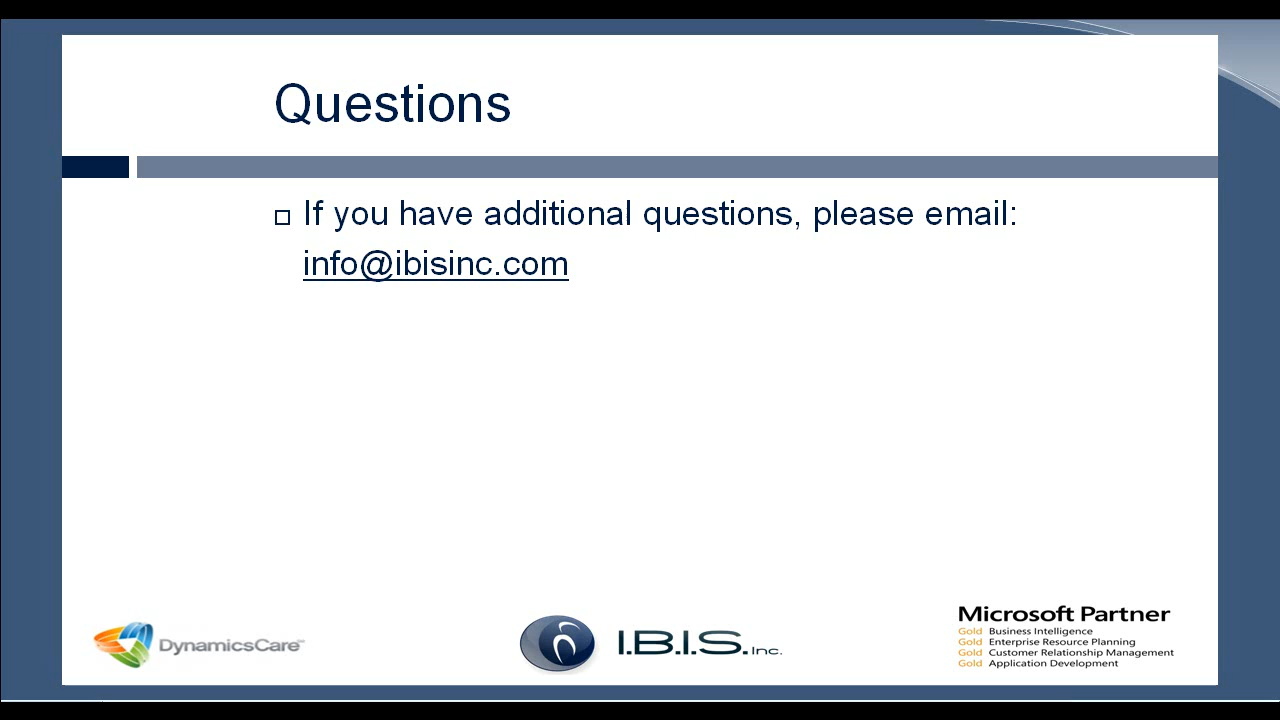 Questions
If you have additional questions, please email:
info@ibisinc.com
DynamicsCare
I.B.I.S. Inc.
Microsoft Partner
Gold Business Intelligence
Gold Enterprise Resource Planning
Gold Customer Relationship Management
Gold Application Development